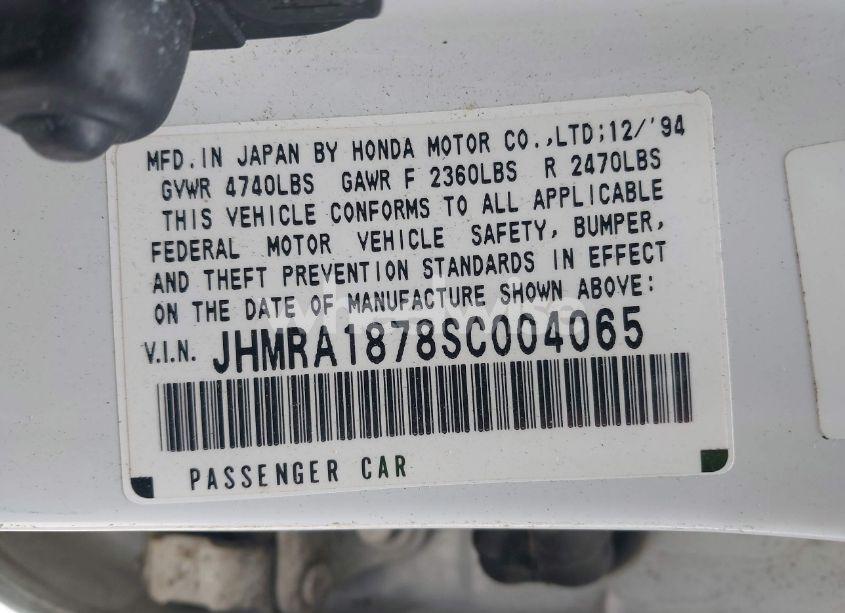 MFD.IN JAPAN BY HONDA MOTOR CO.,LTD;12/'94
GVWR 4740LBS GAWR F 2360LBS R 2470LBS
THIS VEHICLE CONFORMS TO ALL APPLICABLE
FEDERAL MOTOR VEHICLE SAFETY, BUMPER,
AND THEFT PREVENTION STANDARDS IN EFFECT
ON THE DATE OF MANUFACTURE SHOWN ABOVE:
V.I.N. JHMRA1878SC004065
PASSENGER CAR